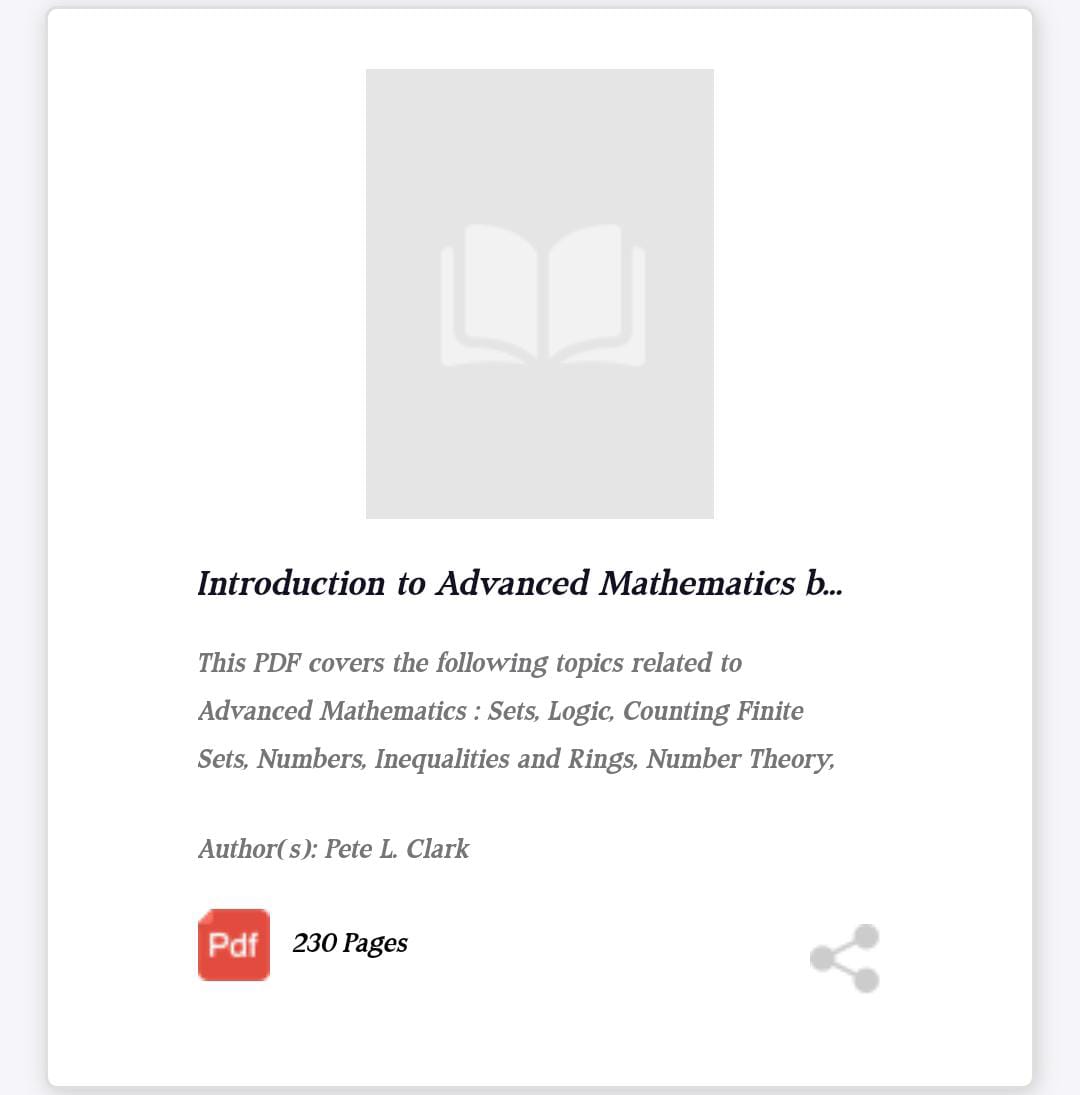 Introduction to Advanced Mathematics b...
This PDF covers the following topics related to
Advanced Mathematics : Sets, Logic, Counting Finite
Sets, Numbers, Inequalities and Rings, Number Theory,
Author(s): Pete L. Clark
Pdf 230 Pages